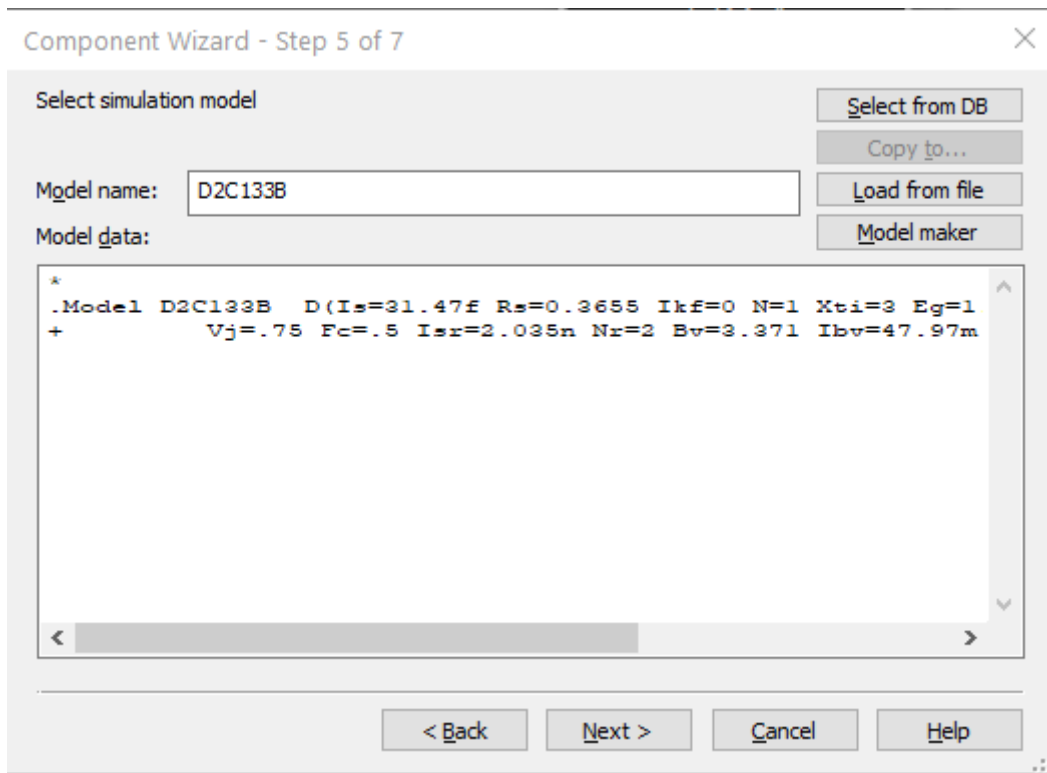 Component Wizard - Step 5 of 7
Select simulation model
Select from DB
Copy to...
Model name:
D2C133B
Load from file
Model data:
Model maker
*
.Model D2C133B D(Is=31.47f Rs=0.3655 Ikf=0 N=1 Xti=3 Eg=1
+ Vj=.75 Fc=.5 Isr=2.035n Nr=2 Bv=3.371 Ibv=47.97m
< Back
Next >
Cancel
Help